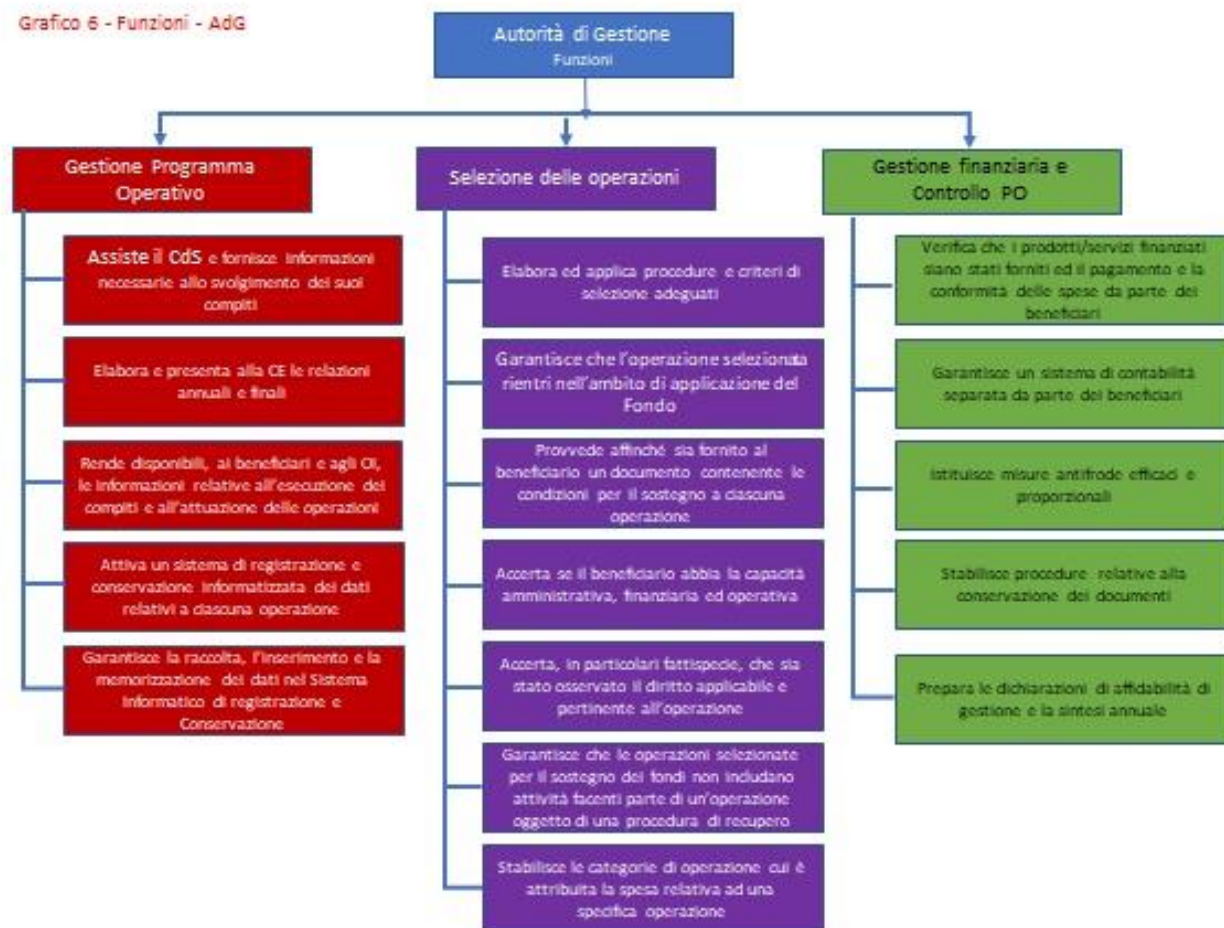 Grafico 6 - Funzioni - AdG
Autorità di Gestione
Funzioni
Gestione Programma
Operativo
Assiste il CdS e fornisce informazioni
necessarie allo svolgimento dei suoi
compiti
Elabora e presenta alla CE le relazioni
annuali e finali
Rende disponibili, ai beneficiari e agli OI,
le informazioni relative all'esecuzione dei
compiti e all'attuazione delle operazioni
Attiva un sistema di registrazione e
conservazione informatizzata dei dati
relativi a ciascuna operazione
Garantisce la raccolta, l'inserimento e la
memorizzazione dei dati nel Sistema
Informatico di registrazione e
Conservazione
Selezione delle operazioni
Elabora ed applica procedure e criteri di
selezione adeguati
Garantisce che l'operazione selezionata
rientri nell'ambito di applicazione del
Fondo
Provvede affinché sia fornito al
beneficiario un documento contenente le
condizioni per il sostegno a ciascuna
operazione
Accerta se il beneficiario abbia la capacità
amministrativa, finanziaria ed operativa
Accerta, in particolari fattispecie, che sia
stato osservato il diritto applicabile e
pertinente all'operazione
Garantisce che le operazioni selezionate
per il sostegno dei fondi non includano
attività facenti parte di un'operazione
oggetto di una procedura di recupero
Stabilisce le categorie di operazione cui è
attribuita la spesa relativa ad una
specifica operazione
Gestione finanziaria e
Controllo PO
Verifica che i prodotti/servizi finanziati
siano stati forniti ed il pagamento e la
conformità delle spese da parte dei
beneficiari
Garantisce un sistema di contabilità
separata da parte dei beneficiari
Istituisce misure antifrode efficaci e
proporzionali
Stabilisce procedure relative alla
conservazione dei documenti
Prepara le dichiarazioni di affidabilità di
gestione e la sintesi annuale